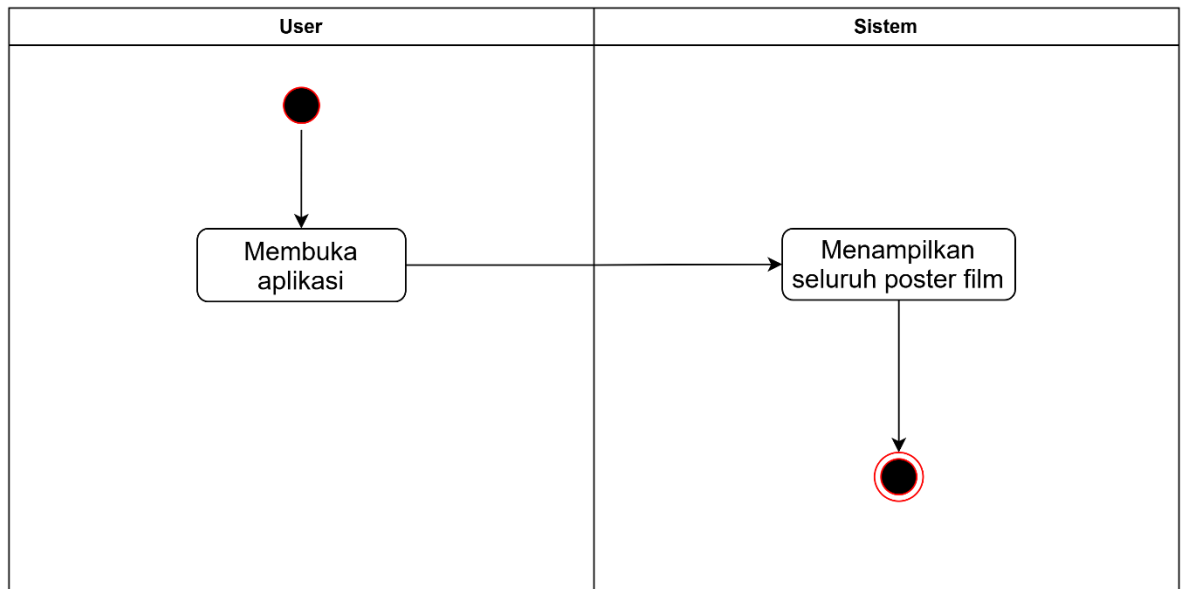 User
Sistem
Membuka
aplikasi
Menampilkan
seluruh poster film